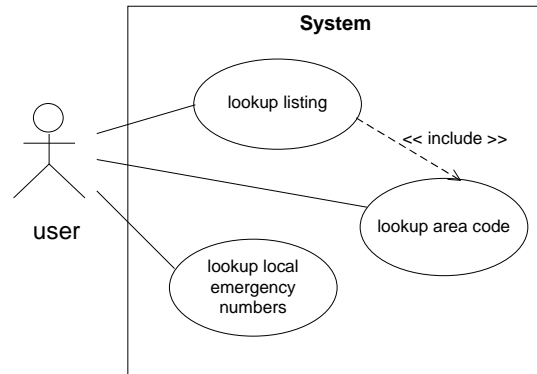 System
lookup listing
<< include >>
lookup area code
user
lookup local
emergency
numbers